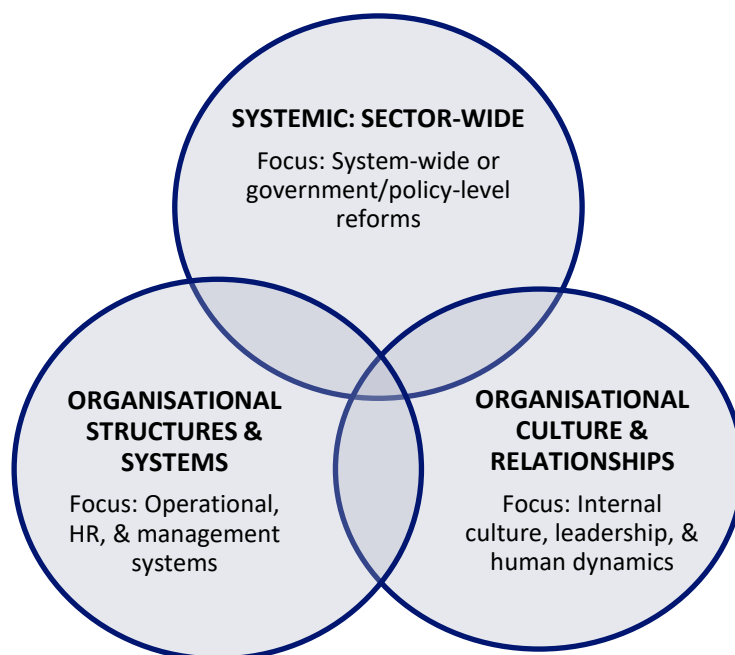 SYSTEMIC: SECTOR-WIDE
Focus: System-wide or
government/policy-level
reforms
ORGANISATIONAL
STRUCTURES &
SYSTEMS
Focus: Operational,
HR, & management
systems
ORGANISATIONAL
CULTURE &
RELATIONSHIPS
Focus: Internal
culture, leadership, &
human dynamics